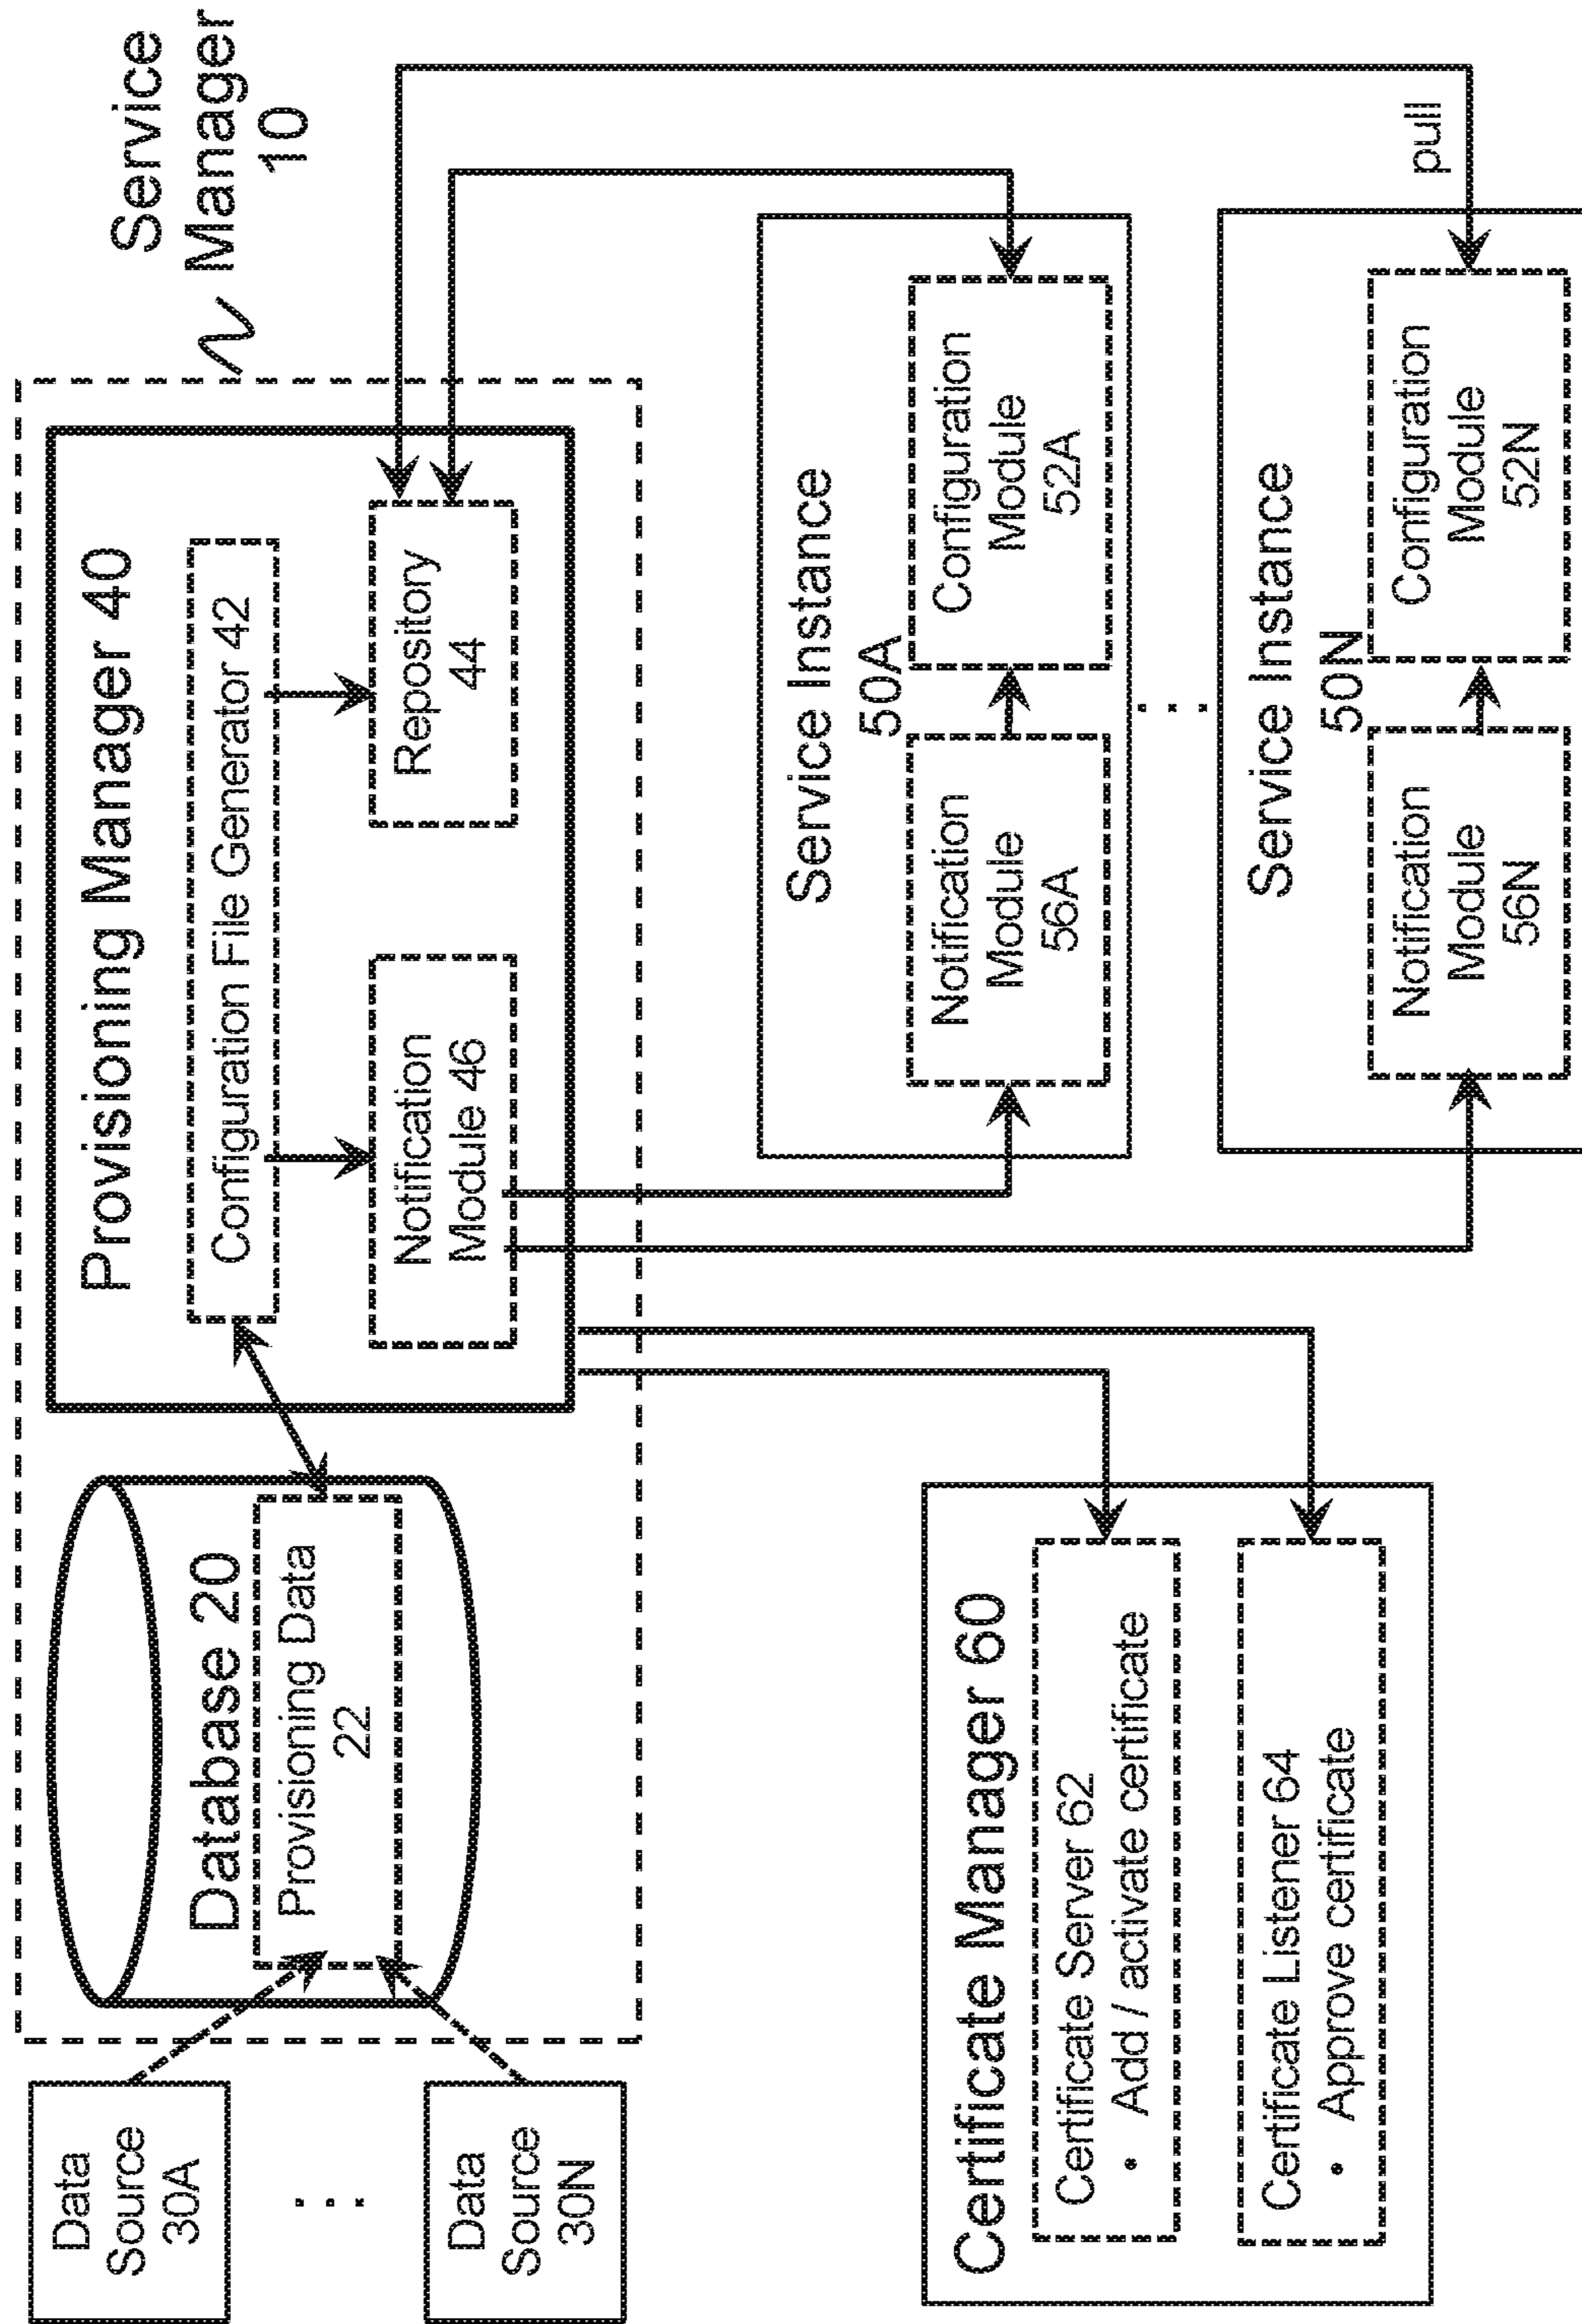 Service
Manager
10
Data
Source
30A
. . .
Data
Source
30N
Database 20
Provisioning Data
22
Provisioning Manager 40
Configuration File Generator 42
Notification
Module 46
Repository
44
Certificate Manager 60
Certificate Server 62
• Add / activate certificate
Certificate Listener 64
• Approve certificate
Service Instance
50A
Notification
Module
56A
Configuration
Module
52A
. . .
Service Instance
50N
Notification
Module
56N
Configuration
Module
52N
pull